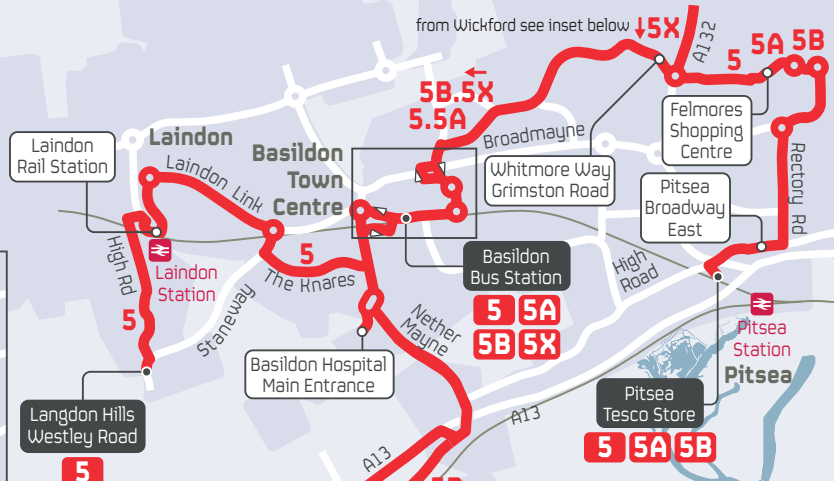 from Wickford see inset below ↓5X
A132
5 5A 5B
5B.5X
5.5A
Felmores
Shopping
Centre
Laindon
Rail Station
Laindon
Laindon Link
Basildon
Town
Centre
Broadmayne
Whitmore Way
Grimston Road
Rectory Rd
Pitsea
Broadway
East
High Rd
Laindon
Station
5
The Knares
Basildon
Bus Station
5 5A
5B 5X
High
Road
5
Staneway
Nether
Mayne
Pitsea
Station
Pitsea
Basildon Hospital
Main Entrance
Langdon Hills
Westley Road
5
Pitsea
Tesco Store
5 5A 5B
A13
A13